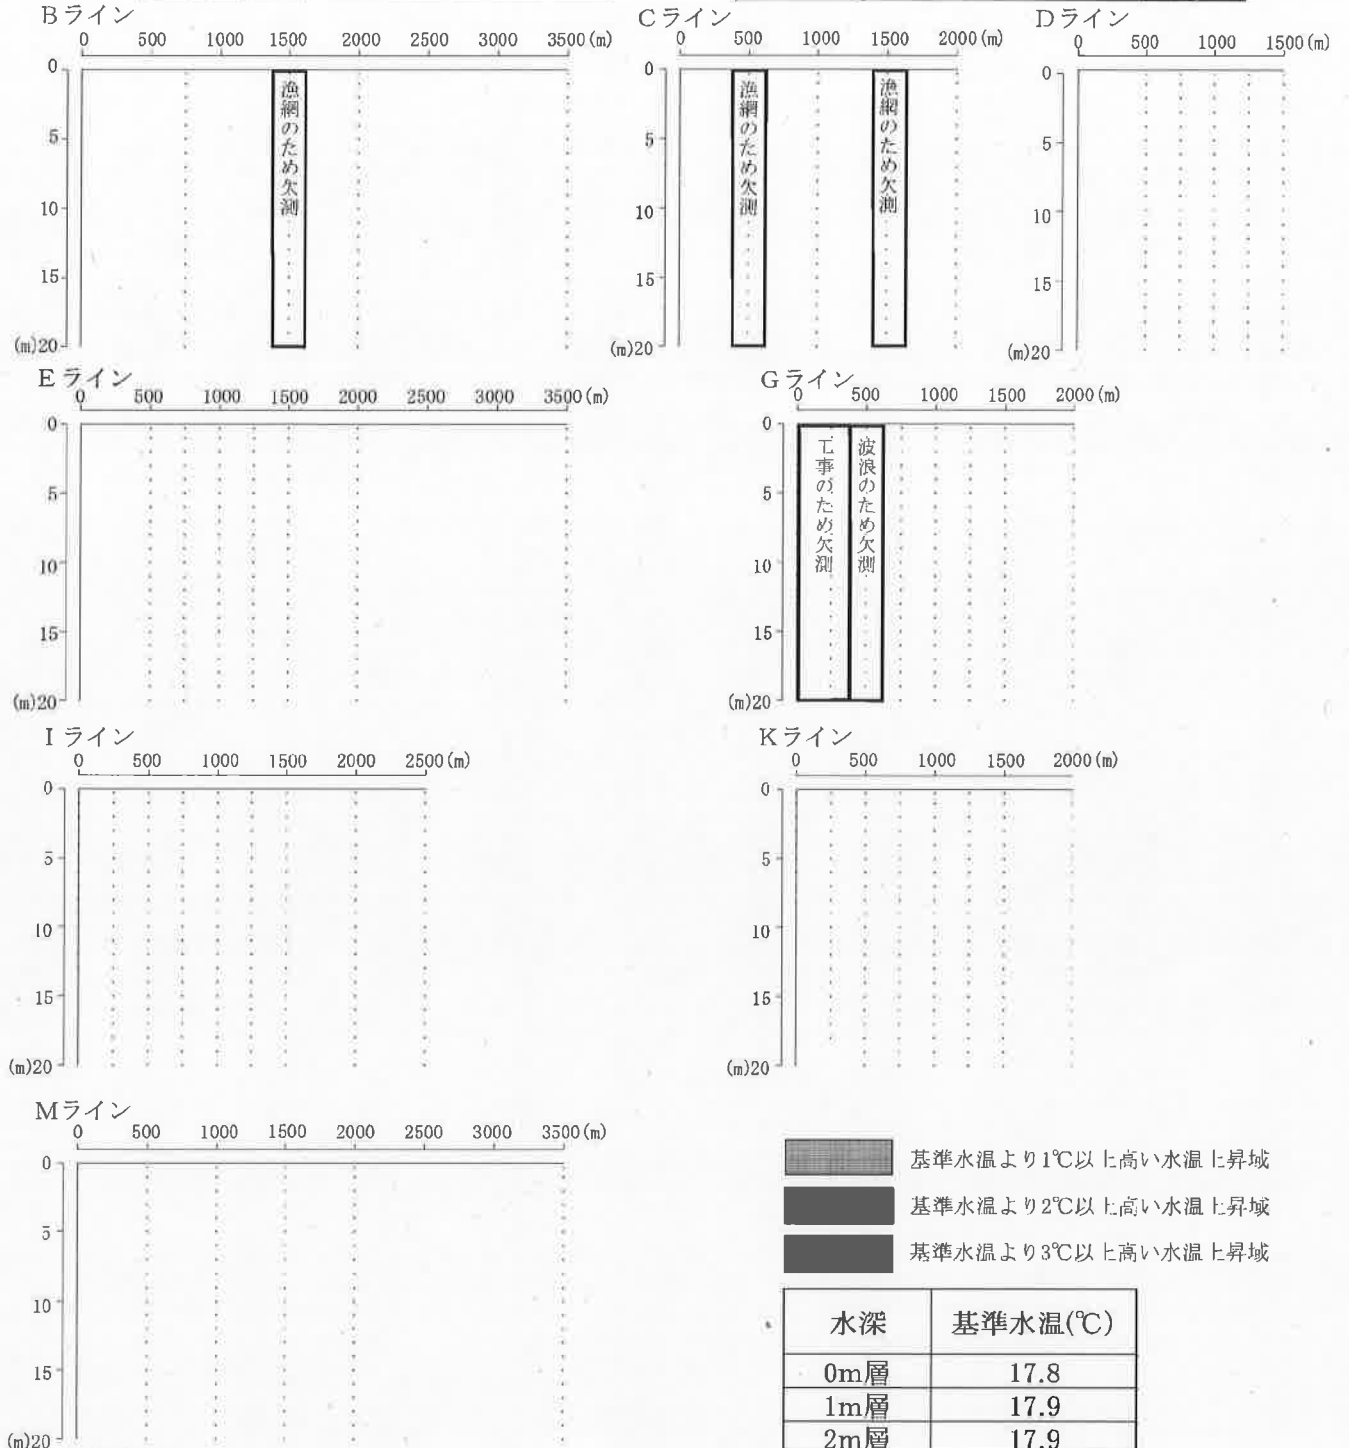 Bライン
0 500 1000 1500 2000 2500 3000 3500(m)
0
5
10
15
(m)20
漁網のため欠測
Cライン
0 500 1000 1500 2000(m)
0
5
10
15
(m)20
漁網のため欠測
漁網のため欠測
Dライン
0 500 1000 1500(m)
0
5
10
15
(m)20
Eライン
0 500 1000 1500 2000 2500 3000 3500(m)
0
5
10
15
(m)20
Gライン
0 500 1000 1500 2000(m)
0
5
10
15
(m)20
工事のため欠測
波浪のため欠測
Iライン
0 500 1000 1500 2000 2500(m)
0
5
10
15
(m)20
Kライン
0 500 1000 1500 2000(m)
0
5
10
15
(m)20
Mライン
0 500 1000 1500 2000 2500 3000 3500(m)
0
5
10
15
(m)20
基準水温より1℃以上高い水温上昇域
基準水温より2℃以上高い水温上昇域
基準水温より3℃以上高い水温上昇域
水深 基準水温(℃)
0m層 17.8
1m層 17.9
2m層 17.9